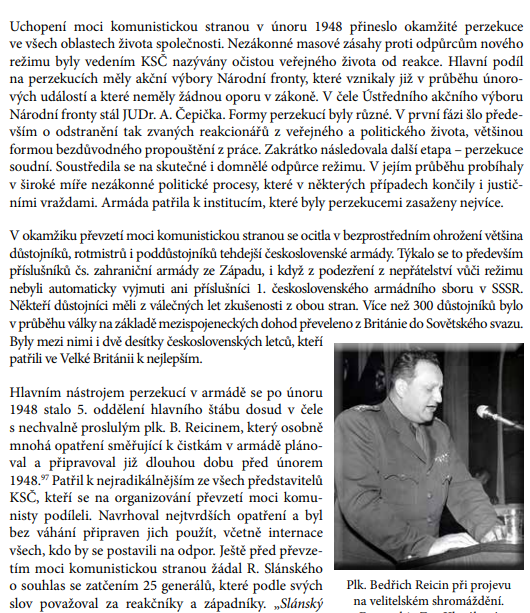 Uchopení moci komunistickou stranou v únoru 1948 přineslo okamžité perzekuce
ve všech oblastech života společnosti. Nezákonné masové zásahy proti odpůrcům nového
režimu byly vedením KSČ nazývány očistou veřejného života od reakce. Hlavní podíl
na perzekucích měly akční výbory Národní fronty, které vznikaly již v průběhu února-
vých událostí a které neměly žádnou oporu v zákoně. V čele Ústředního akčního výboru
Národní fronty stál JUDr. A. Čepička. Formy perzekucí byly různé. V první fázi šlo přede-
vším o odstranění tak zvaných reakcionářů z veřejného a politického života, většinou
formou bezdůvodného propouštění z práce. Zakrátko následovala další etapa – perzekuce
soudní. Soustředila se na skutečné i domnělé odpůrce režimu. V jejím průběhu probíhaly
v široké míře nezákonné politické procesy, které v některých případech končily i justič-
ními vraždami. Armáda patřila k institucím, které byly perzekucemi zasaženy nejvíce.
V okamžiku převzetí moci komunistickou stranou se ocitla v bezprostředním ohrožení většina
důstojníků, rotmistrů i poddůstojníků tehdejší československé armády. Týkalo se to především
příslušníků čs. zahraniční armády ze Západu, i když z podezření z nepřátelství vůči režimu
nebyli automaticky vyjmuti ani příslušníci 1. československého armádního sboru v SSSR.
Někteří důstojníci měli z válečných let zkušenosti z obou stran. Více než 300 důstojníků bylo
v průběhu války na základě mezispojeneckých dohod převeleno z Británie do Sovětského svazu.
Byly mezi nimi i dvě desítky československých letců, kteří
patřili ve Velké Británii k nejlepším.
Hlavním nástrojem perzekucí v armádě se po únoru
1948 stalo 5. oddělení hlavního štábu dosud v čele
s nechvalně proslulým plk. B. Reicinem, který osobně
mnohá opatření směřující k čistkám v armádě pláno-
val a připravoval již dlouhou dobu před únorem
1948.⁹⁷ Patřil k nejradikálnějším ze všech představitelů
KSČ, kteří se na organizování převzetí moci komu-
nisty podíleli. Navrhoval nejtvrdších opatření a byl
bez váhání připraven jich použít, včetně internace
všech, kdo by se postavili na odpor. Ještě před převze-
tím moci komunistickou stranou žádal R. Slánského
o souhlas se zatčením 25 generálů, které podle svých
slov považoval za reakčníky a západníky. „Slánský
Plk. Bedřich Reicin při projevu
na velitelském shromáždění.